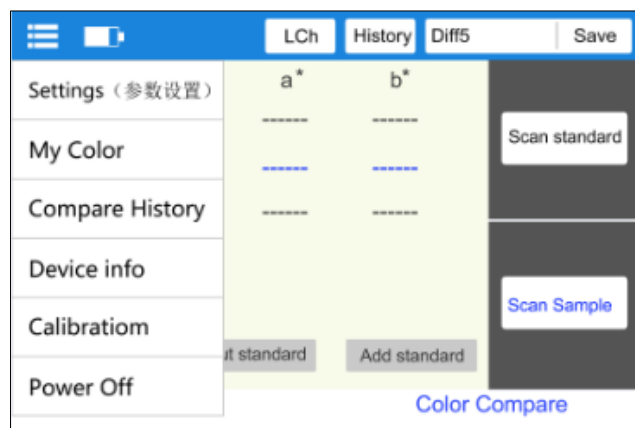 LCh History Diff5 Save
Settings（参数设置）
My Color
Compare History
Device info
Calibratiom
Power Off
a* b*
------ ------
------ ------
------ ------
standard Add standard
Scan standard
Scan Sample
Color Compare